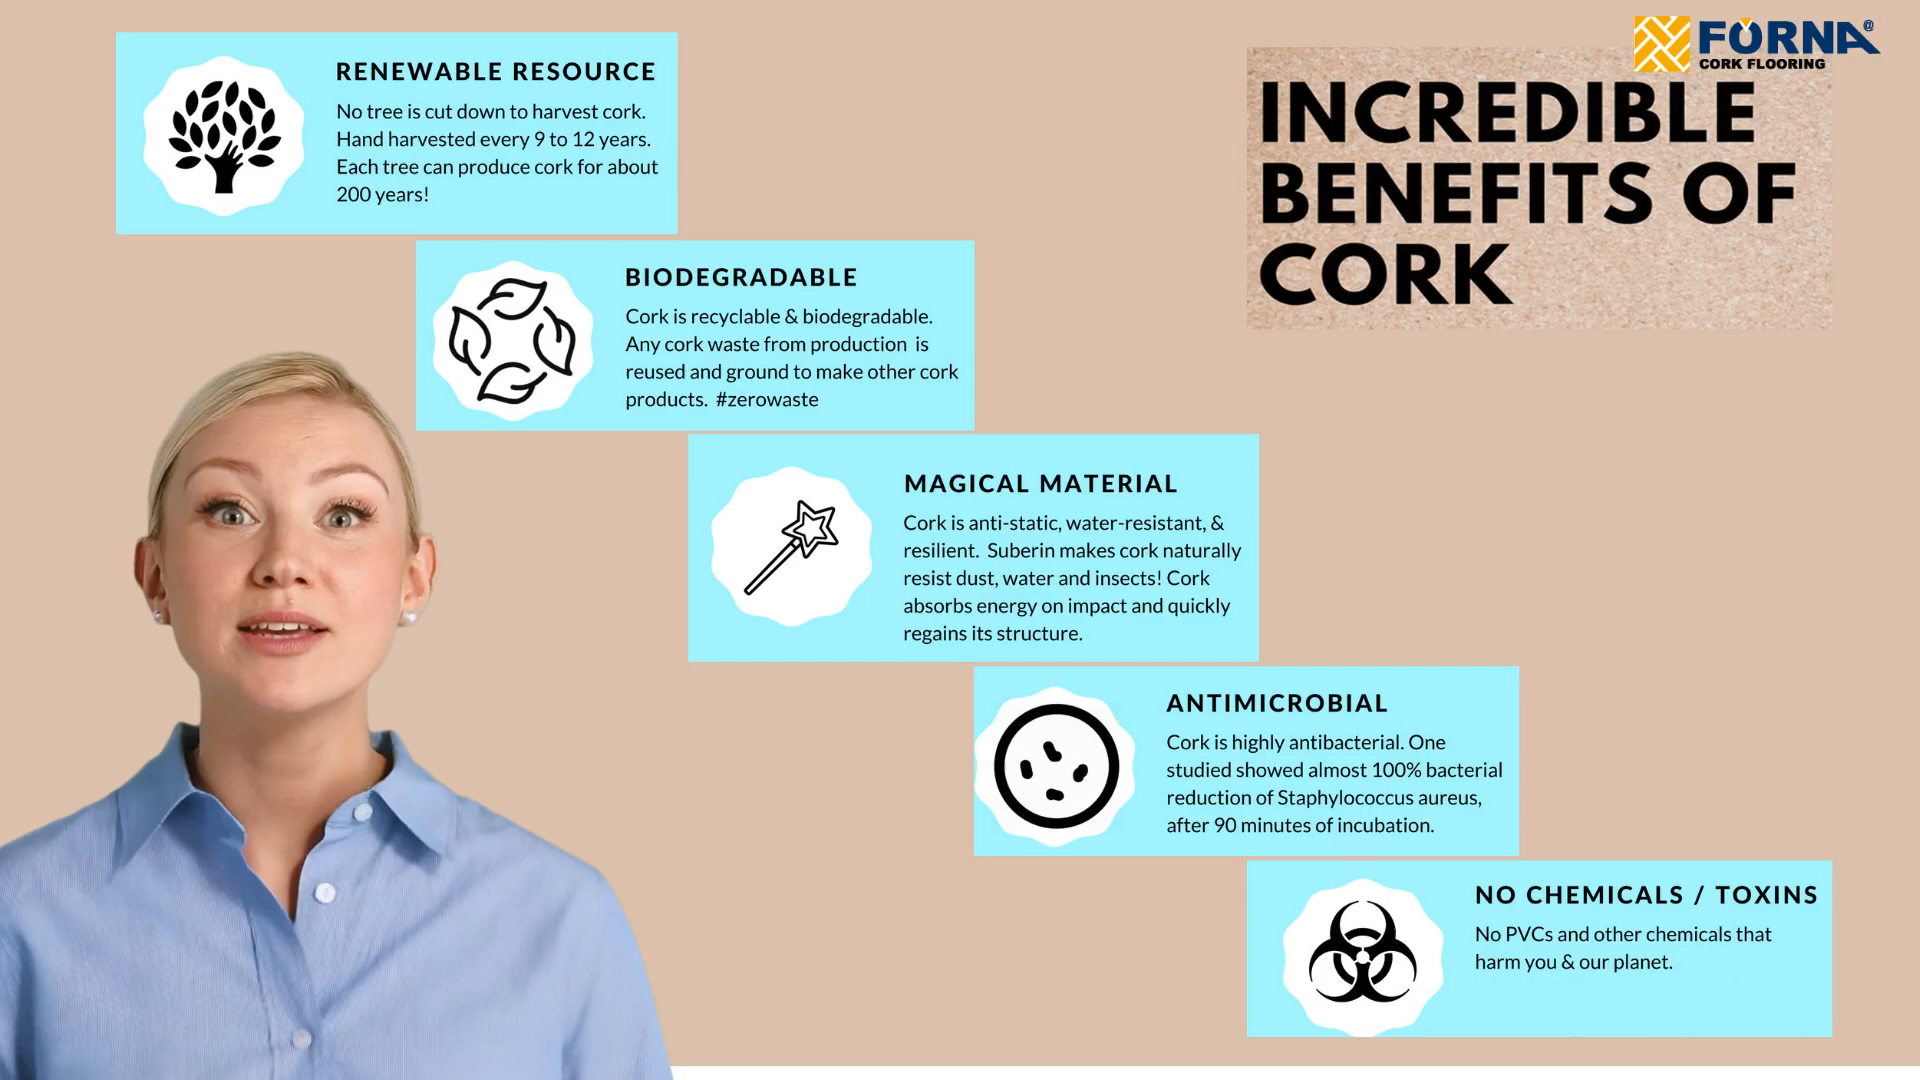 FORNA@
CORK FLOORING
INCREDIBLE
BENEFITS OF
CORK
RENEWABLE RESOURCE
No tree is cut down to harvest cork.
Hand harvested every 9 to 12 years.
Each tree can produce cork for about
200 years!
BIODEGRADABLE
Cork is recyclable & biodegradable.
Any cork waste from production is
reused and ground to make other cork
products. #zerowaste
MAGICAL MATERIAL
Cork is anti-static, water-resistant, &
resilient. Suberin makes cork naturally
resist dust, water and insects! Cork
absorbs energy on impact and quickly
regains its structure.
ANTIMICROBIAL
Cork is highly antibacterial. One
studied showed almost 100% bacterial
reduction of Staphylococcus aureus,
after 90 minutes of incubation.
NO CHEMICALS / TOXINS
No PVCs and other chemicals that
harm you & our planet.